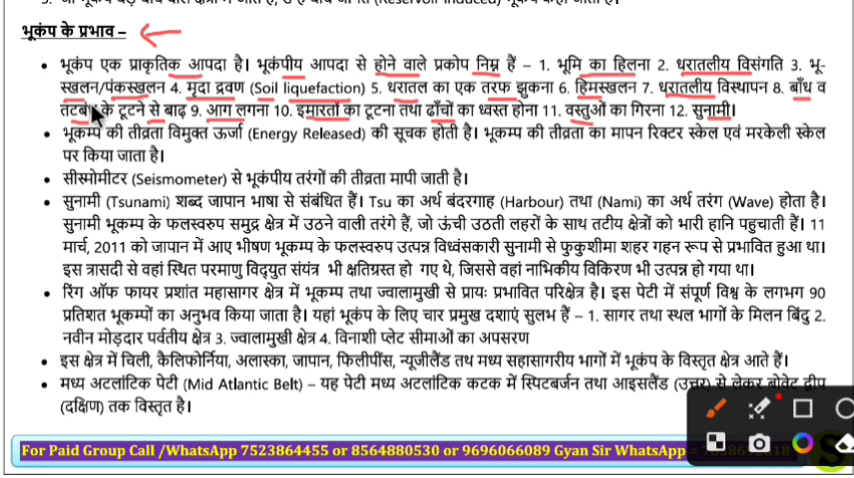 भूकंप के प्रभाव –
• भूकंप एक प्राकृतिक आपदा है। भूकंपीय आपदा से होने वाले प्रकोप निम्न हैं – 1. भूमि का हिलना 2. धरातलीय विसंगति 3. भू-
स्खलन/पंकस्खलन 4. मृदा द्रवण (Soil liquefaction) 5. धरातल का एक तरफ झुकना 6. हिमस्खलन 7. धरातलीय विस्थापन 8. बाँध व
के टूटने से बाढ़ 9. आग लगना 10. इमारतों का टूटना तथा ढाँचों का ध्वस्त होना 11. वस्तुओं का गिरना 12. सुनामी।
• भूकम्प की तीव्रता विमुक्त ऊर्जा (Energy Released) की सूचक होती है। भूकम्प की तीव्रता का मापन रिक्टर स्केल एवं मरकेली स्केल
पर किया जाता है।
• सीस्मोमीटर (Seismometer) से भूकंपीय तरंगों की तीव्रता मापी जाती है।
• सुनामी (Tsunami) शब्द जापान भाषा से संबंधित हैं। Tsu का अर्थ बंदरगाह (Harbour) तथा (Nami) का अर्थ तरंग (Wave) होता है।
सुनामी भूकम्प के फलस्वरुप समुद्र क्षेत्र में उठने वाली तरंगे हैं, जो ऊंची उठती लहरों के साथ तटीय क्षेत्रों को भारी हानि पहुचाती हैं। 11
मार्च, 2011 को जापान में आए भीषण भूकम्प के फलस्वरुप उत्पन्न विध्वंसकारी सुनामी से फुकुशीमा शहर गहन रूप से प्रभावित हुआ था।
इस त्रासदी से वहां स्थित परमाणु विद्युत संयंत्र भी क्षतिग्रस्त हो गए थे, जिससे वहां नाभिकीय विकिरण भी उत्पन्न हो गया था।
• रिंग ऑफ फायर प्रशांत महासागर क्षेत्र में भूकम्प तथा ज्वालामुखी से प्रायः प्रभावित परिक्षेत्र है। इस पेटी में संपूर्ण विश्व के लगभग 90
प्रतिशत भूकम्पों का अनुभव किया जाता है। यहां भूकंप के लिए चार प्रमुख दशाएं सुलभ हैं – 1. सागर तथा स्थल भागों के मिलन बिंदु 2.
नवीन मोड़दार पर्वतीय क्षेत्र 3. ज्वालामुखी क्षेत्र 4. विनाशी प्लेट सीमाओं का अपसरण
• इस क्षेत्र में चिली, कैलिफोर्निया, अलास्का, जापान, फिलीपींस, न्यूजीलैंड तथ मध्य सहासागरीय भागों में भूकंप के विस्तृत क्षेत्र आते हैं।
• मध्य अटलांटिक पेटी (Mid Atlantic Belt) – यह पेटी मध्य अटलांटिक कटक में स्पिटबर्जन तथा आइसलैंड (उत्तर) से लेकर बोवेट द्वीप
(दक्षिण) तक विस्तृत है।
For Paid Group Call /WhatsApp 7523864455 or 8564880530 or 9696066089 Gyan Sir WhatsApp =